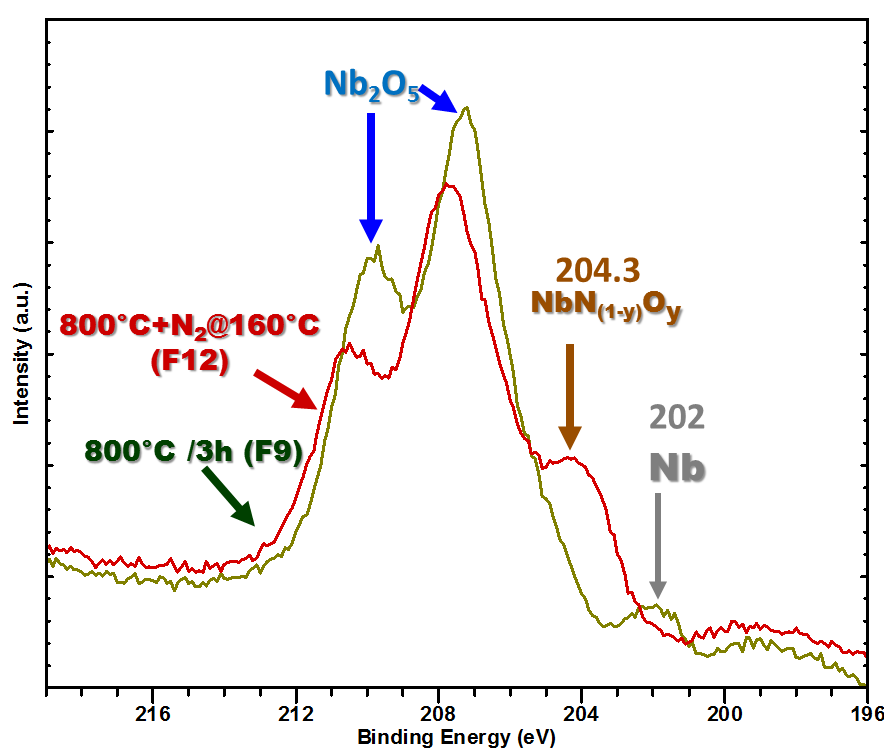 Nb₂O₅
204.3
NbN₍₁₋y₎Oy
800°C+N₂@160°C
(F12)
202
Nb
800°C /3h (F9)
Intensity (a.u.)
216 212 208 204 200 196
Binding Energy (eV)